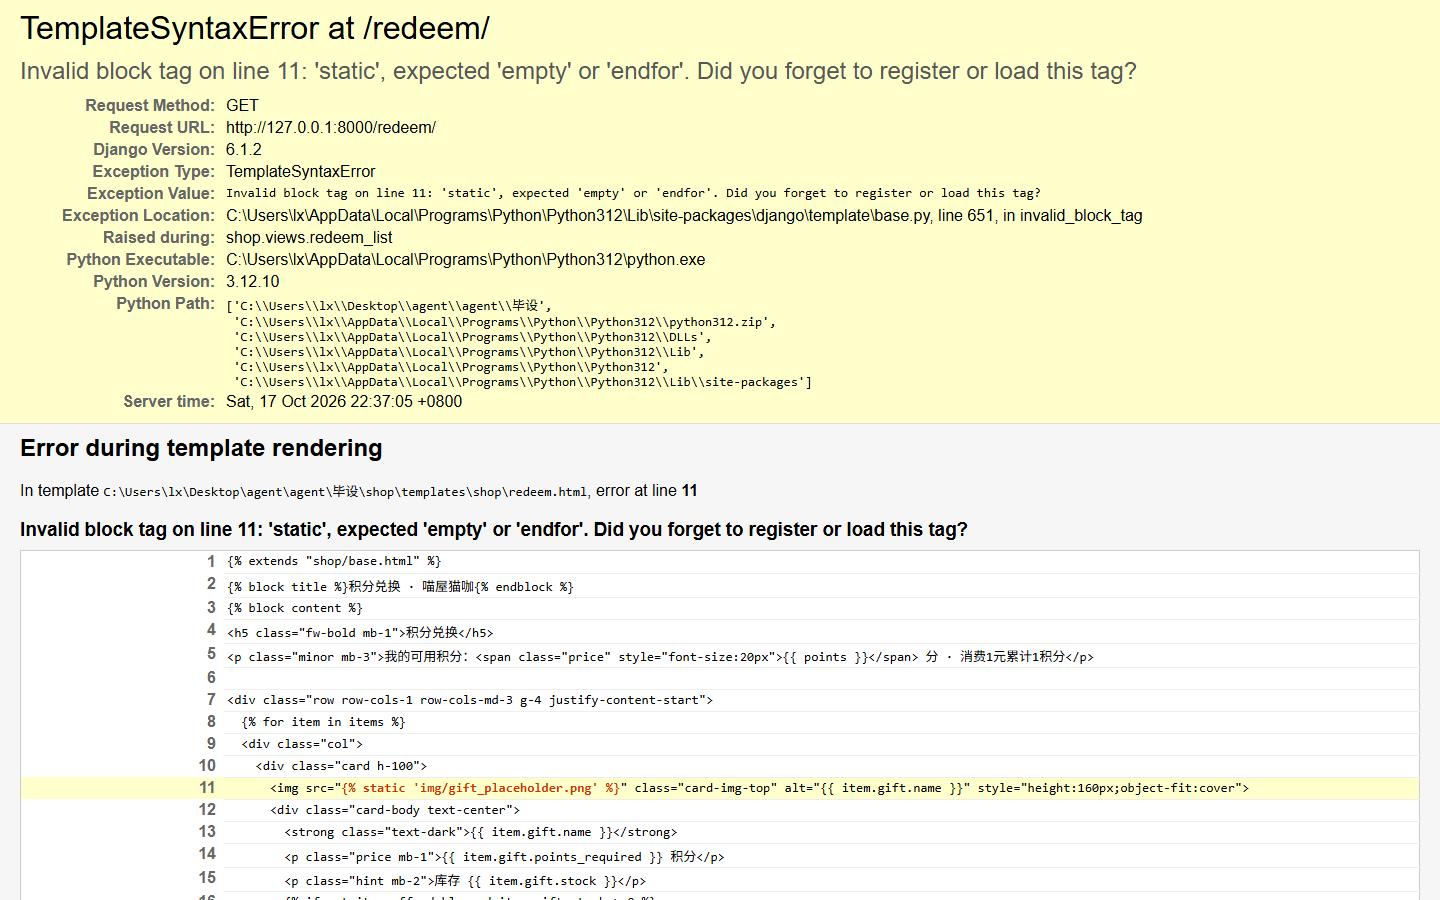 TemplateSyntaxError at /redeem/
Invalid block tag on line 11: 'static', expected 'empty' or 'endfor'. Did you forget to register or load this tag?
Request Method: GET
Request URL: http://127.0.0.1:8000/redeem/
Django Version: 6.1.2
Exception Type: TemplateSyntaxError
Exception Value: Invalid block tag on line 11: 'static', expected 'empty' or 'endfor'. Did you forget to register or load this tag?
Exception Location: C:\Users\lx\AppData\Local\Programs\Python\Python312\Lib\site-packages\django\template\base.py, line 651, in invalid_block_tag
Raised during: shop.views.redeem_list
Python Executable: C:\Users\lx\AppData\Local\Programs\Python\Python312\python.exe
Python Version: 3.12.10
Python Path: ['C:\\Users\\lx\\Desktop\\agent\\agent\\毕设',
'C:\\Users\\lx\\AppData\\Local\\Programs\\Python\\Python312\\python312.zip',
'C:\\Users\\lx\\AppData\\Local\\Programs\\Python\\Python312\\DLLs',
'C:\\Users\\lx\\AppData\\Local\\Programs\\Python\\Python312\\Lib',
'C:\\Users\\lx\\AppData\\Local\\Programs\\Python\\Python312',
'C:\\Users\\lx\\AppData\\Local\\Programs\\Python\\Python312\\Lib\\site-packages']
Server time: Sat, 17 Oct 2026 22:37:05 +0800
Error during template rendering
In template C:\Users\lx\Desktop\agent\agent\毕设\shop\templates\shop\redeem.html, error at line 11
Invalid block tag on line 11: 'static', expected 'empty' or 'endfor'. Did you forget to register or load this tag?
1 {% extends "shop/base.html" %}
2 {% block title %}积分兑换 · 喵屋猫咖{% endblock %}
3 {% block content %}
4 <h5 class="fw-bold mb-1">积分兑换</h5>
5 <p class="minor mb-3">我的可用积分：<span class="price" style="font-size:20px">{{ points }}</span> 分 · 消费1元累计1积分</p>
6
7 <div class="row row-cols-1 row-cols-md-3 g-4 justify-content-start">
8 {% for item in items %}
9 <div class="col">
10 <div class="card h-100">
11 <img src="{% static 'img/gift_placeholder.png' %}" class="card-img-top" alt="{{ item.gift.name }}" style="height:160px;object-fit:cover">
12 <div class="card-body text-center">
13 <strong class="text-dark">{{ item.gift.name }}</strong>
14 <p class="price mb-1">{{ item.gift.points_required }} 积分</p>
15 <p class="hint mb-2">库存 {{ item.gift.stock }}</p>